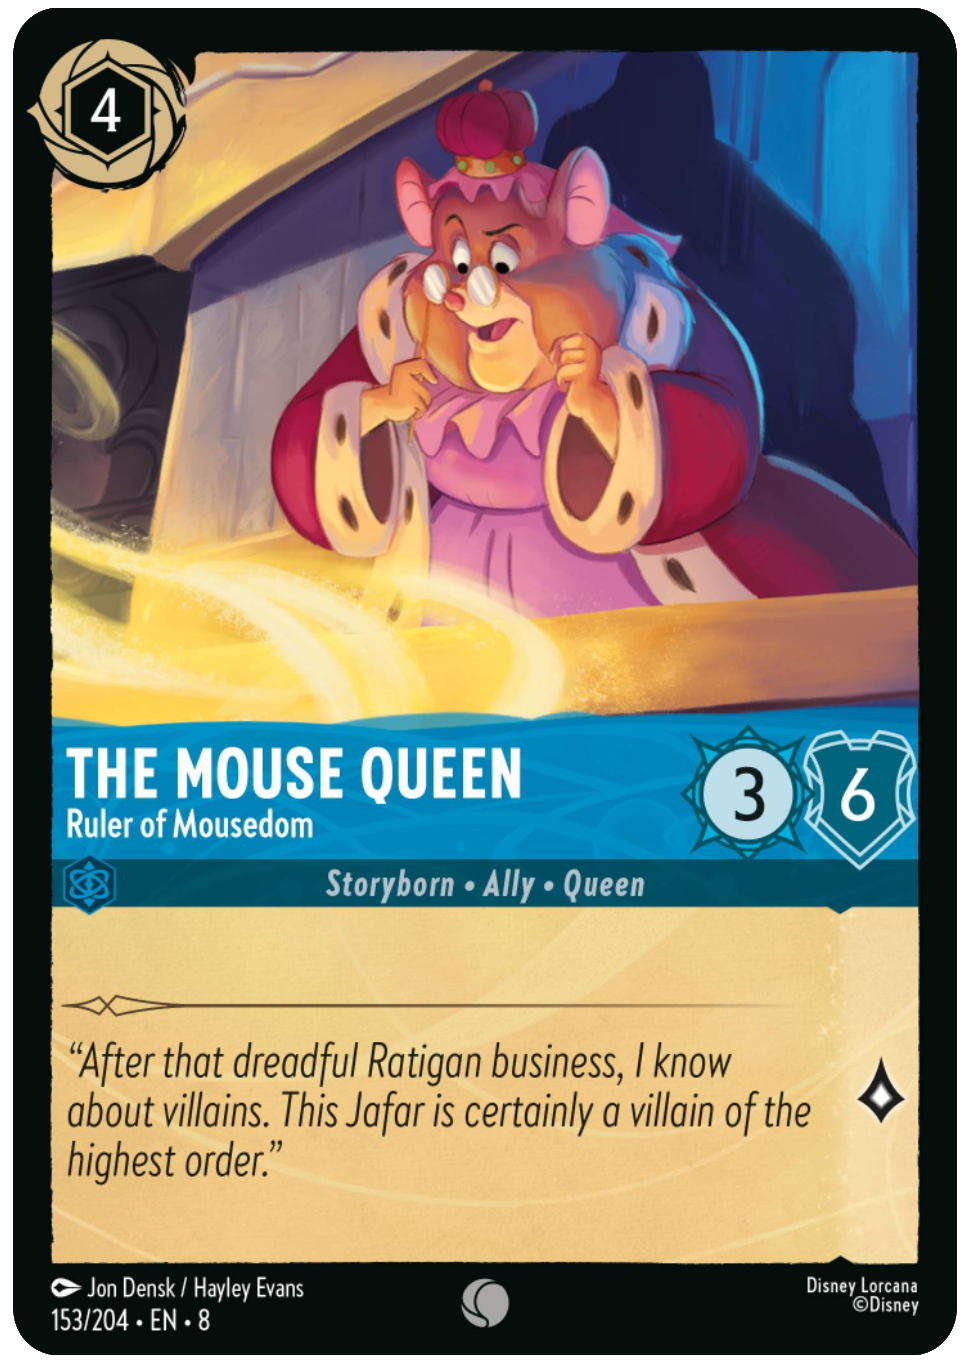 4
THE MOUSE QUEEN
Ruler of Mousedom
3
6
Storyborn • Ally • Queen
“After that dreadful Ratigan business, I know
about villains. This Jafar is certainly a villain of the
highest order.”
Jon Densk / Hayley Evans
153/204 • EN • 8
Disney Lorcana
©Disney